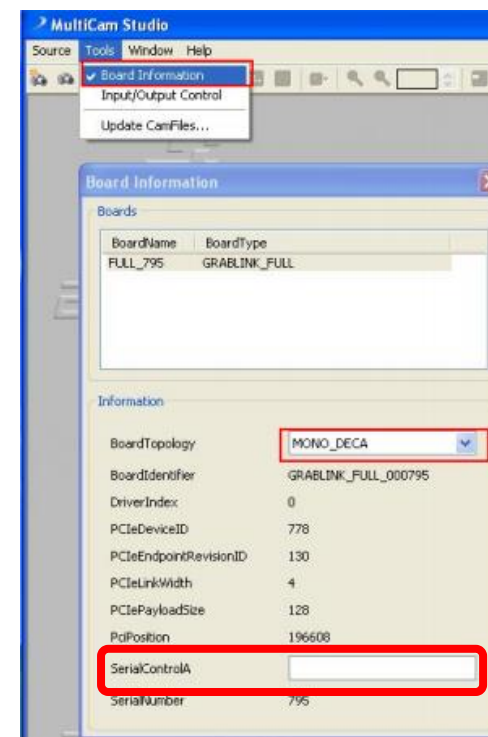 MultiCam Studio
Source Tools Window Help
Board Information
Input/Output Control
Update CamFiles...
Board Information
Boards
BoardName BoardType
FULL_795 GRABLINK_FULL
Information
BoardTopology MONO_DECA
BoardIdentifier GRABLINK_FULL_000795
DriverIndex 0
PCIeDeviceID 778
PCIeEndpointRevisionID 130
PCIeLinkWidth 4
PCIePayloadSize 128
PciPosition 196608
SerialControlA
SerialNumber 795